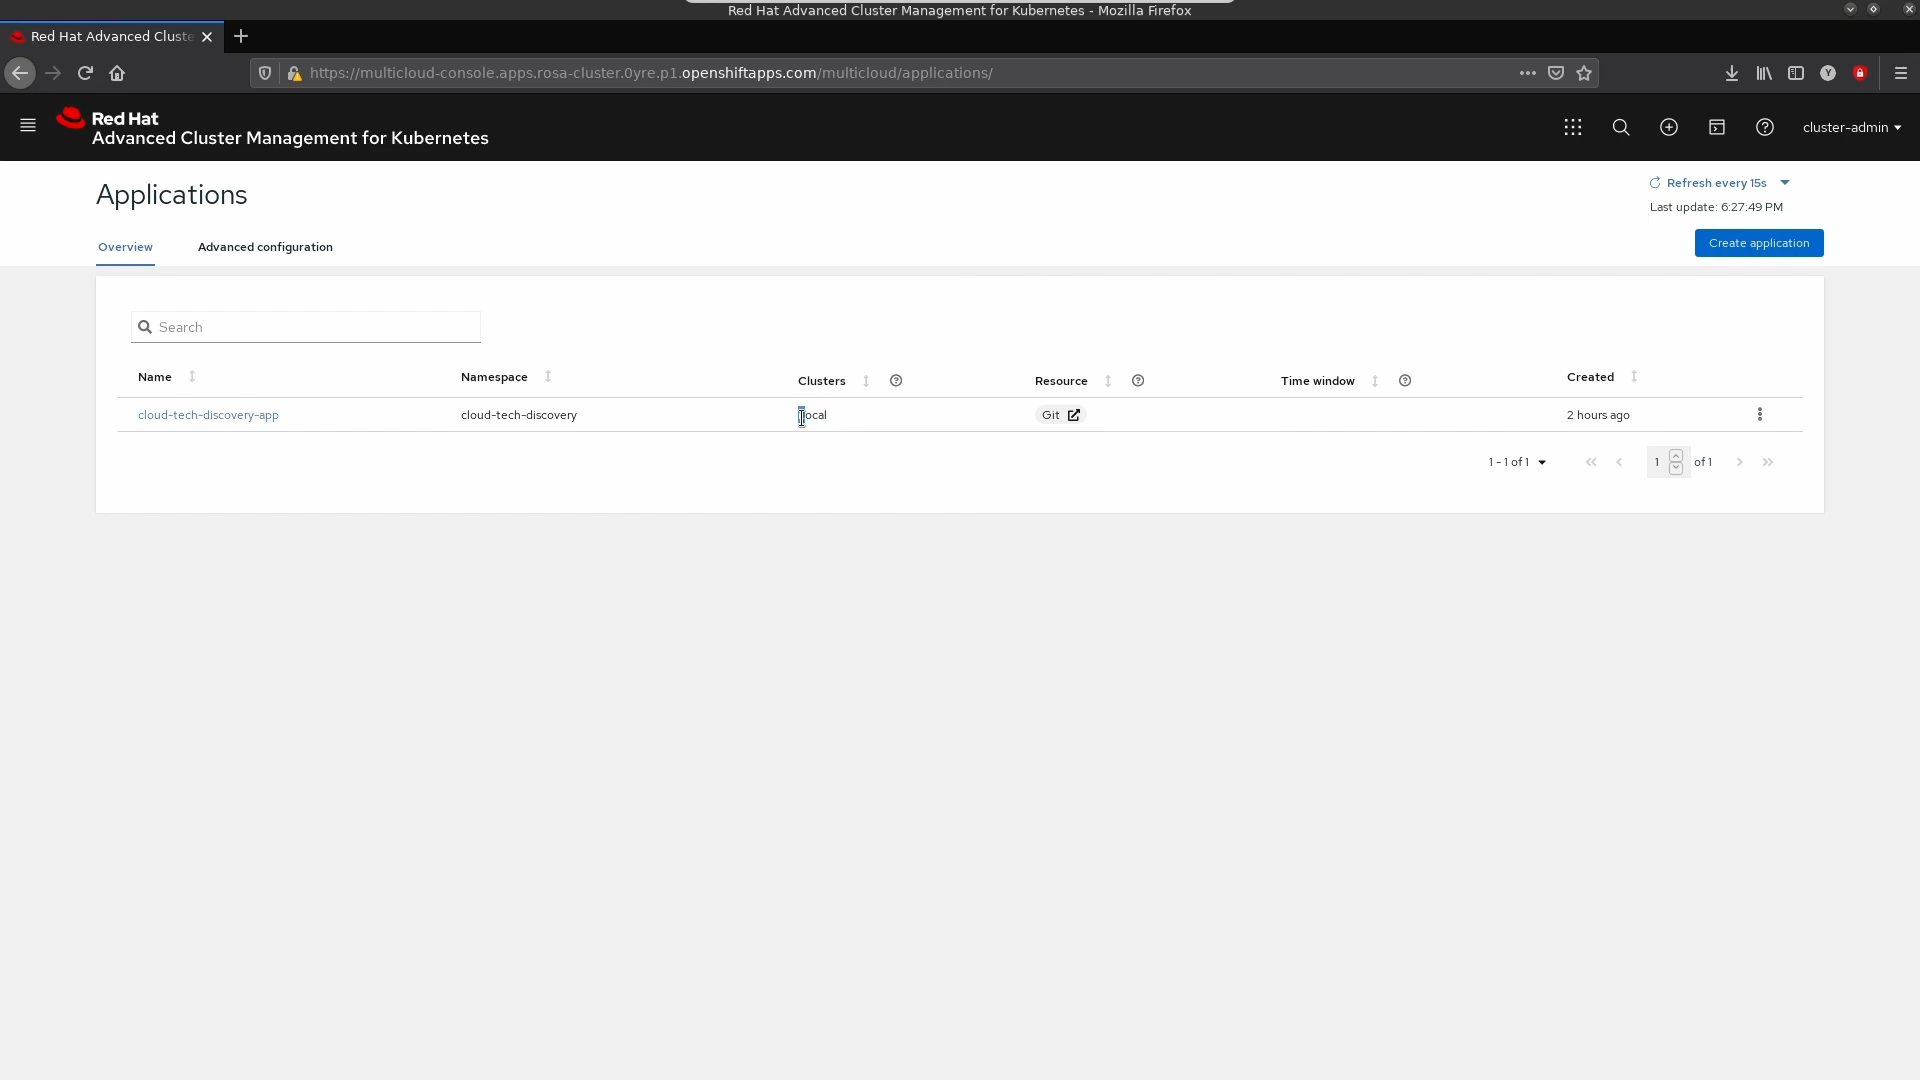 Red Hat Advanced Cluster Management for Kubernetes - Mozilla Firefox
Red Hat Advanced Cluste
https://multicloud-console.apps.rosa-cluster.0yre.p1.openshiftapps.com/multicloud/applications/
Y
Red Hat
Advanced Cluster Management for Kubernetes
cluster-admin
Applications
Refresh every 15s
Last update: 6:27:49 PM
Overview Advanced configuration
Create application
Search
Name Namespace Clusters Resource Time window Created
cloud-tech-discovery-app cloud-tech-discovery Local Git 2 hours ago
1 - 1 of 1 1 of 1